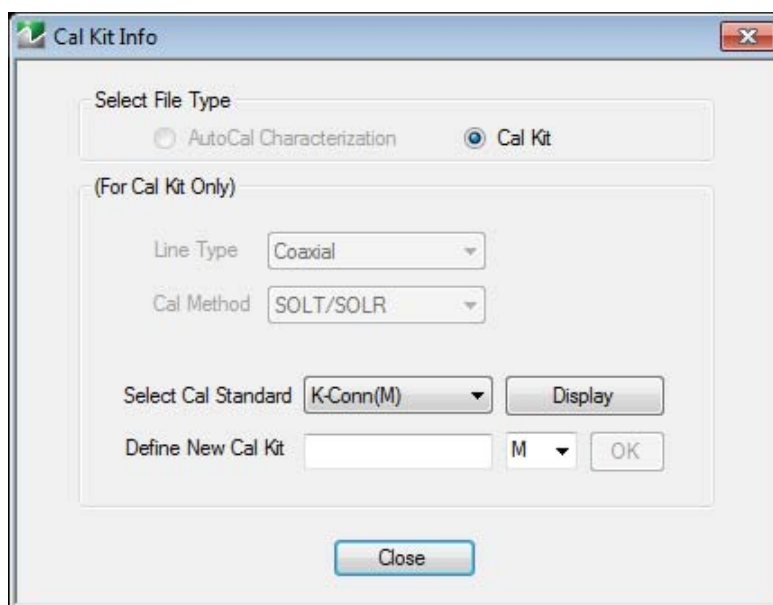 Cal Kit Info
Select File Type
AutoCal Characterization Cal Kit
(For Cal Kit Only)
Line Type Coaxial
Cal Method SOLT/SOLR
Select Cal Standard K-Conn(M) Display
Define New Cal Kit M OK
Close